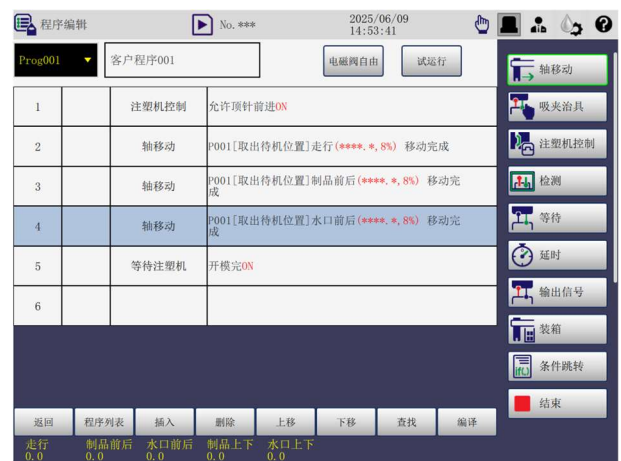 程序编辑
No. ***
2025/06/09
14:53:41
Prog001
客户程序001
电磁阀自由
试运行
1 注塑机控制 允许顶针前进ON
2 轴移动 P001[取出待机位置]走行(****.*,8%) 移动完成
3 轴移动 P001[取出待机位置]制品前后(****.*,8%) 移动完
成
4 轴移动 P001[取出待机位置]水口前后(****.*,8%) 移动完
成
5 等待注塑机 开模完ON
6
轴移动
吸夹治具
注塑机控制
检测
等待
延时
输出信号
装箱
if() 条件跳转
结束
返回 程序列表 插入 删除 上移 下移 查找 编译
走行 制品前后 水口前后 制品上下 水口上下
0.0 0.0 0.0 0.0 0.0